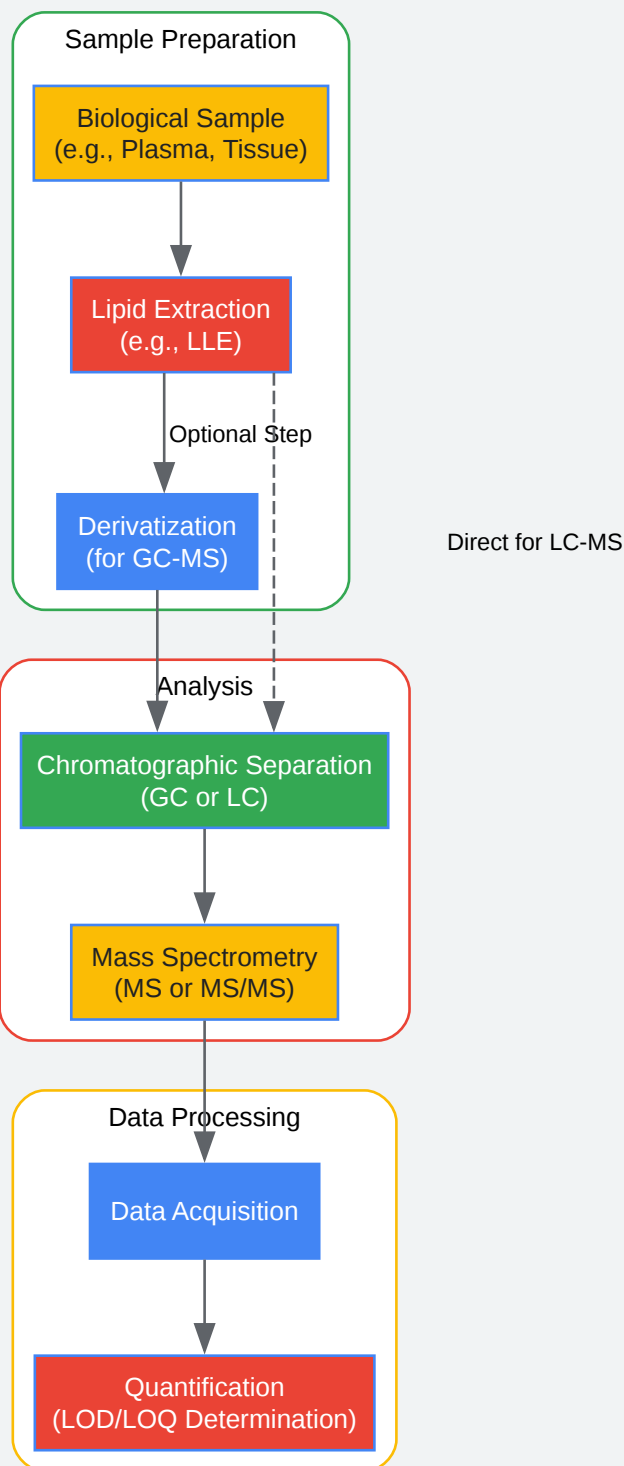 Sample Preparation
Biological Sample
(e.g., Plasma, Tissue)
Lipid Extraction
(e.g., LLE)
Optional Step
Derivatization
(for GC-MS)
Direct for LC-MS
Analysis
Chromatographic Separation
(GC or LC)
Mass Spectrometry
(MS or MS/MS)
Data Processing
Data Acquisition
Quantification
(LOD/LOQ Determination)